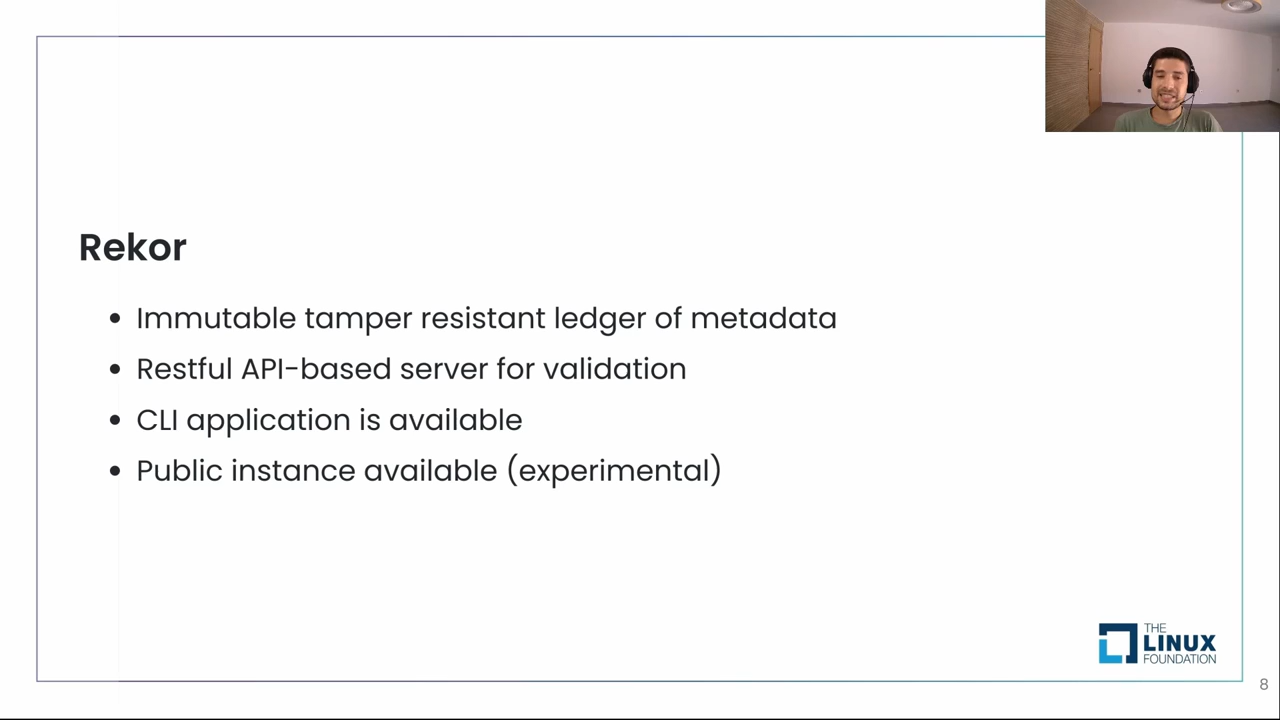 Rekor
• Immutable tamper resistant ledger of metadata
• Restful API-based server for validation
• CLI application is available
• Public instance available (experimental)
THE
LINUX
FOUNDATION
8